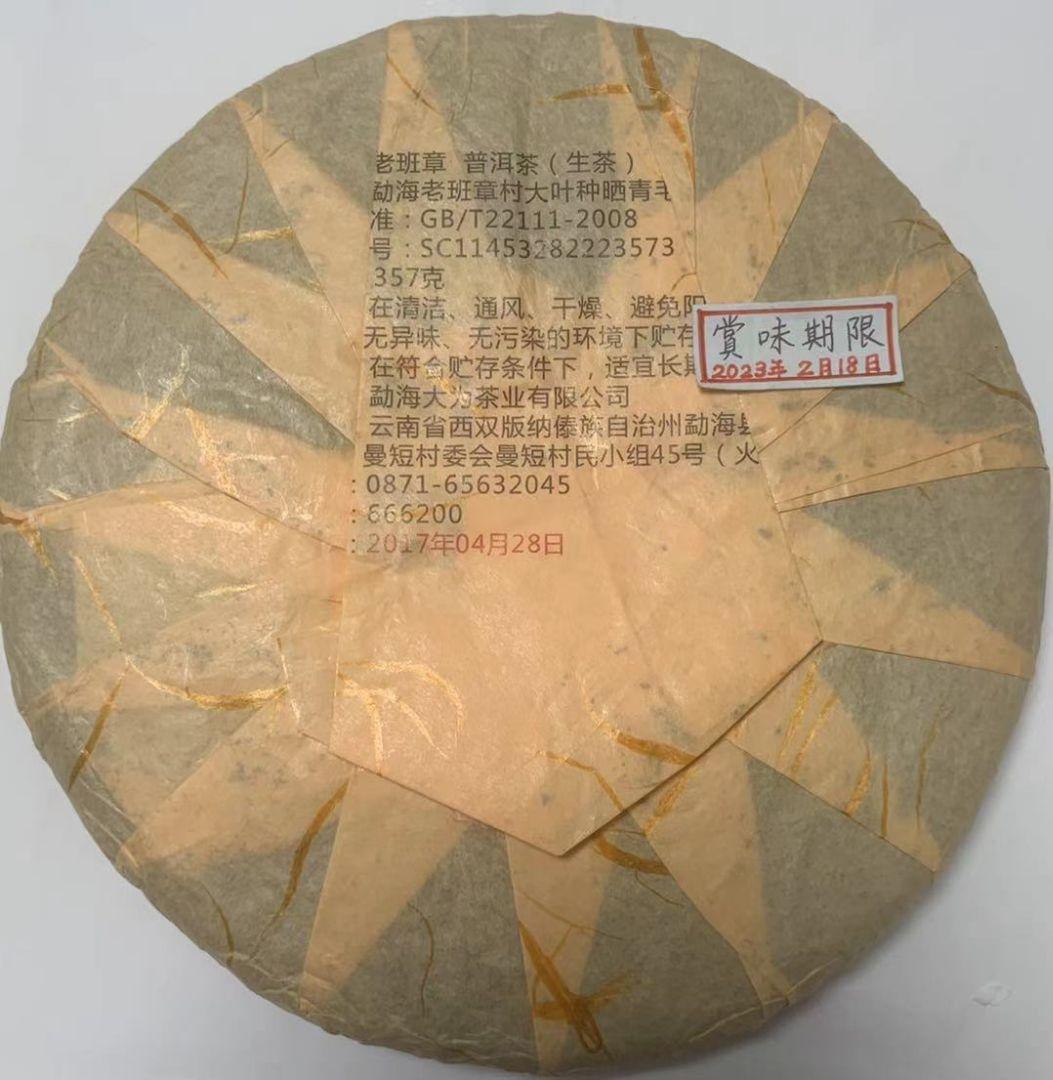 老班章 普洱茶（生茶）
勐海老班章村大叶种晒青毛
准：GB/T22111-2008
号：SC11453282223573
357克
在清洁、通风、干燥、避免阳
无异味、无污染的环境下贮存
在符合贮存条件下，适宜长期
勐海大为茶业有限公司
云南省西双版纳傣族自治州勐海县
曼短村委会曼短村民小组45号（火
：0871-65632045
：666200
：2017年04月28日
賞味期限
2023年2月18日